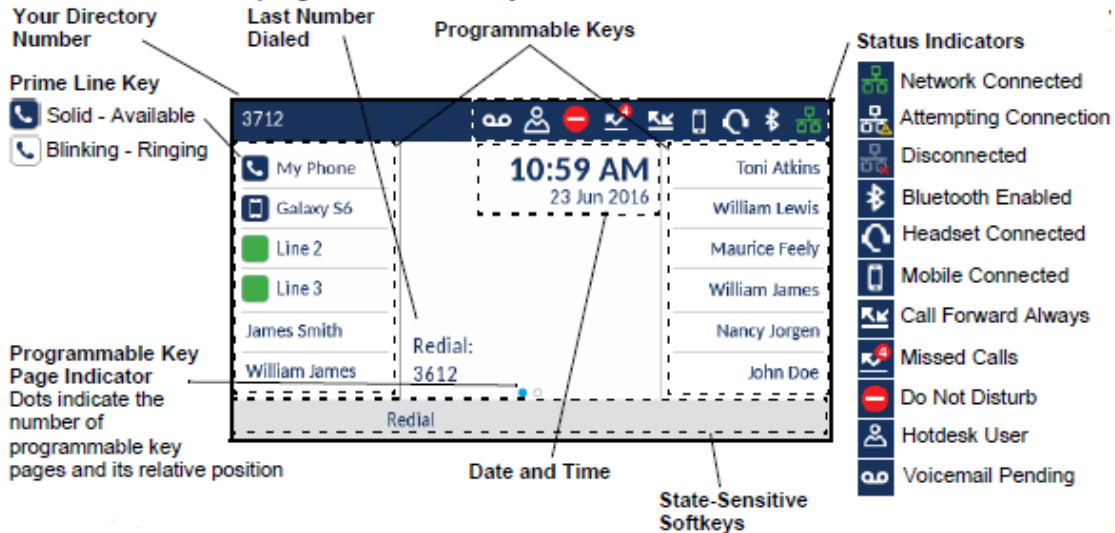 Your Directory
Number
Last Number
Dialed
Programmable Keys
Status Indicators
Prime Line Key
Solid - Available
Blinking - Ringing
3712
4
My Phone
Galaxy S6
Line 2
Line 3
James Smith
William James
10:59 AM
23 Jun 2016
Redial:
3612
Toni Atkins
William Lewis
Maurice Feely
William James
Nancy Jorgen
John Doe
Redial
Programmable Key
Page Indicator
Dots indicate the
number of
programmable key
pages and its relative position
Date and Time
State-Sensitive
Softkeys
Network Connected
Attempting Connection
Disconnected
Bluetooth Enabled
Headset Connected
Mobile Connected
Call Forward Always
4
Missed Calls
Do Not Disturb
Hotdesk User
Voicemail Pending